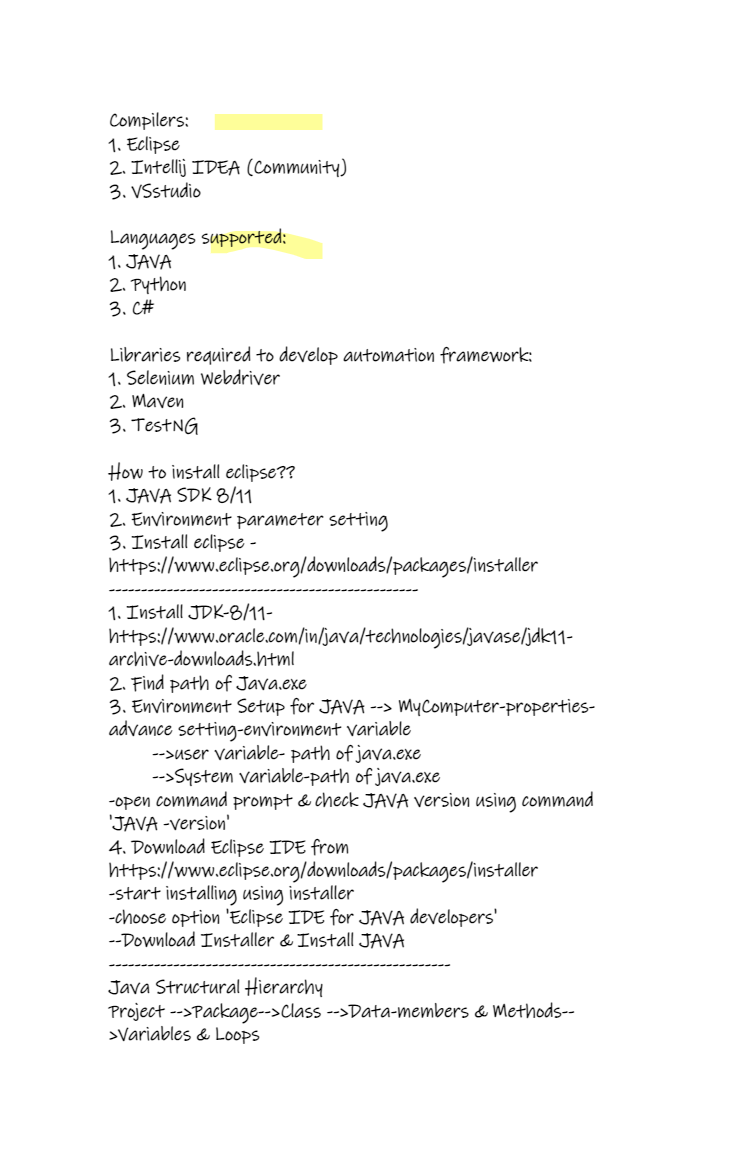 Compilers:
1. Eclipse
2. Intellij IDEA (Community)
3. VSstudio
Languages supported:
1. JAVA
2. Python
3. C#
Libraries required to develop automation framework:
1. Selenium Webdriver
2. Maven
3. TestNG
How to install eclipse??
1. JAVA SDK 8/11
2. Environment parameter setting
3. Install eclipse -
https://www.eclipse.org/downloads/packages/installer
------------------------------------------------
1. Install JDK-8/11-
https://www.oracle.com/in/java/technologies/javase/jdk11-
archive-downloads.html
2. Find path of Java.exe
3. Environment Setup for JAVA --> MyComputer-properties-
advance setting-environment variable
-->user variable- path of java.exe
-->System variable-path of java.exe
-open command prompt & check JAVA version using command
'JAVA -version'
4. Download Eclipse IDE from
https://www.eclipse.org/downloads/packages/installer
-start installing using installer
-choose option 'Eclipse IDE for JAVA developers'
--Download Installer & Install JAVA
-----------------------------------------------------
Java Structural Hierarchy
Project -->Package-->Class -->Data-members & Methods--
>Variables & Loops